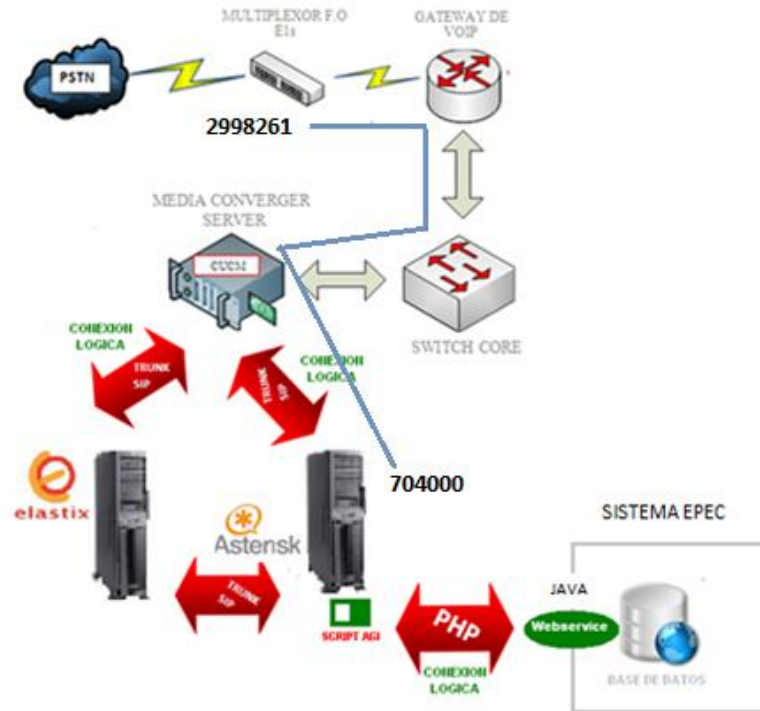 MULTIPLEXOR F.O
E1s
GATEWAY DE
VOIP
PSTN
2998261
MEDIA CONVERGER
SERVER
CUCM
SWITCH CORE
CONEXION
LOGICA
TRUNK
SIP
CONEXION
LOGICA
TRUNK
SIP
704000
elastix
Asterisk
SISTEMA EPEC
TRUNK
SIP
SCRIPT AGI
PHP
JAVA
Webservice
CONEXION
LOGICA
BASE DE DATOS